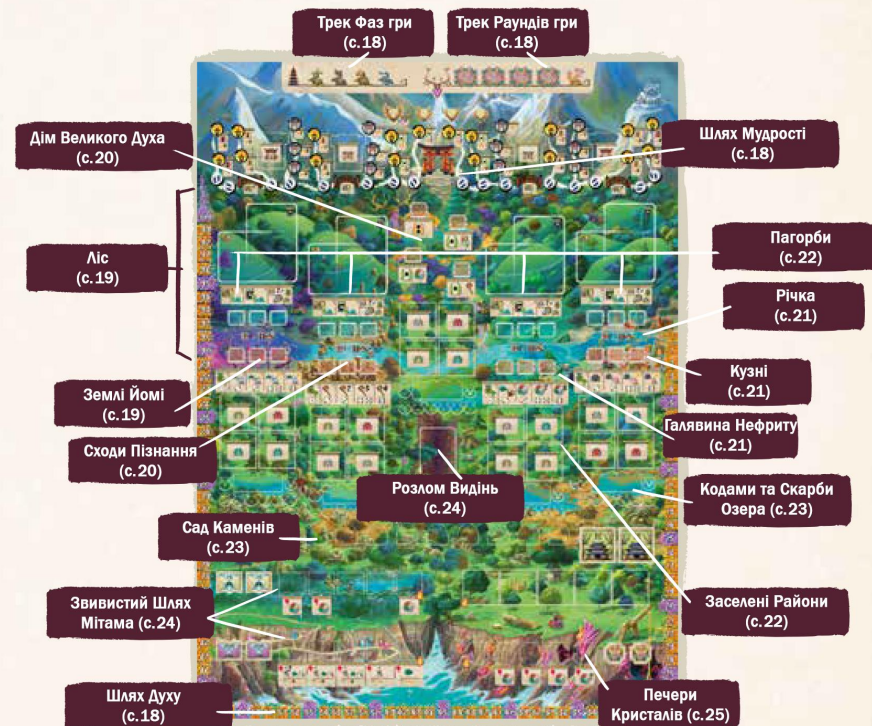 Трек Фаз гри
(с.18)
Трек Раундів гри
(с.18)
Дім Великого Духа
(с.20)
Шлях Мудрості
(с.18)
Ліс
(с.19)
Пагорби
(с.22)
Річка
(с.21)
Кузні
(с.21)
Землі Йомі
(с.19)
Галявина Нефриту
(с.21)
Сходи Пізнання
(с.20)
Розлом Видінь
(с.24)
Кодами та Скарби
Озера (с.23)
Сад Каменів
(с.23)
Заселені Райони
(с.22)
Звивистий Шлях
Мітама (с.24)
Шлях Духу
(с.18)
Печери
Кристалів (с.25)